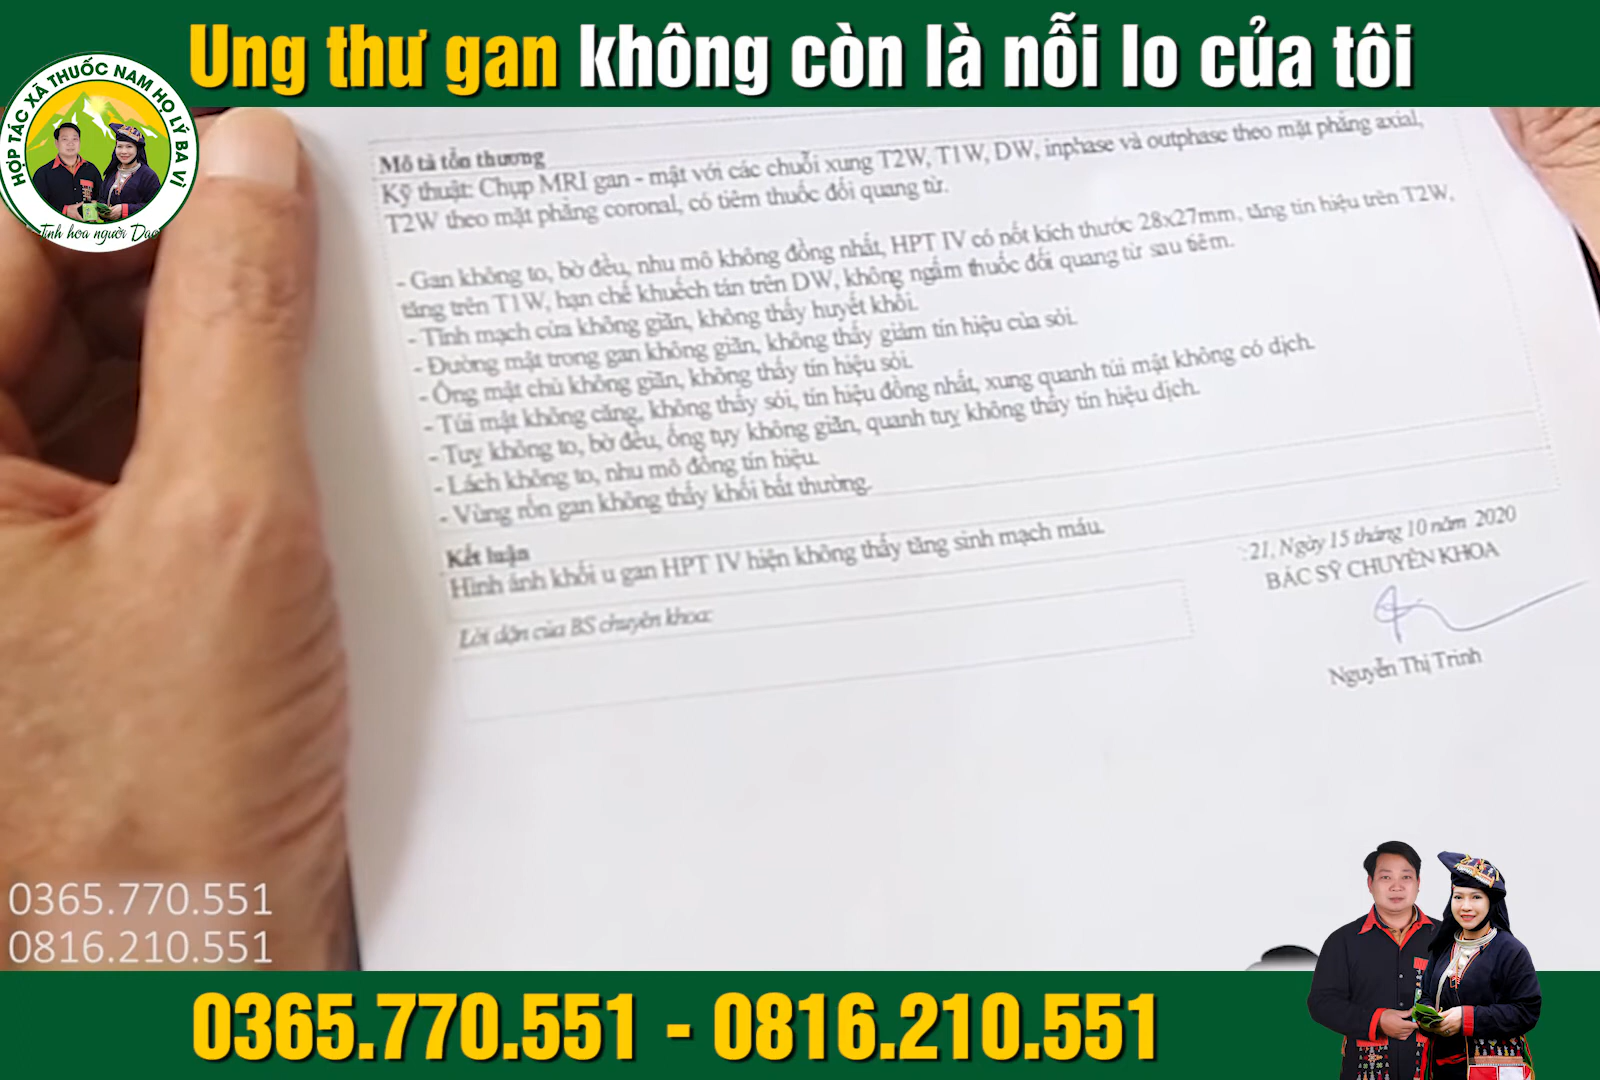 Ung thư gan không còn là nỗi lo của tôi
HỢP TÁC XÃ THUỐC NAM HỌ LÝ BA VÌ
Tinh hoa người Dao
Mô tả tổn thương
Kỹ thuật: Chụp MRI gan - mật với các chuỗi xung T2W, T1W, DW, inphase và outphase theo mặt phẳng axial,
T2W theo mặt phẳng coronal, có tiêm thuốc đối quang từ.
- Gan không to, bờ đều, nhu mô không đồng nhất, HPT IV có nốt kích thước 28x27mm, tăng tín hiệu trên T2W,
tăng trên T1W, hạn chế khuếch tán trên DW, không ngấm thuốc đối quang từ sau tiêm.
- Tĩnh mạch cửa không giãn, không thấy huyết khối.
- Đường mật trong gan không giãn, không thấy giảm tín hiệu của sỏi.
- Ống mật chủ không giãn, không thấy tín hiệu sỏi.
- Túi mật không căng, không thấy sỏi, tín hiệu đồng nhất, xung quanh túi mật không có dịch.
- Tuỵ không to, bờ đều, ống tụy không giãn, quanh tuỵ không thấy tín hiệu dịch.
- Lách không to, nhu mô đồng tín hiệu.
- Vùng rốn gan không thấy khối bất thường.
Kết luận
Hình ảnh khối u gan HPT IV hiện không thấy tăng sinh mạch máu.
Lời dặn của BS chuyên khoa:
21, Ngày 15 tháng 10 năm 2020
BÁC SỸ CHUYÊN KHOA
Nguyễn Thị Trinh
0365.770.551
0816.210.551
0365.770.551 - 0816.210.551